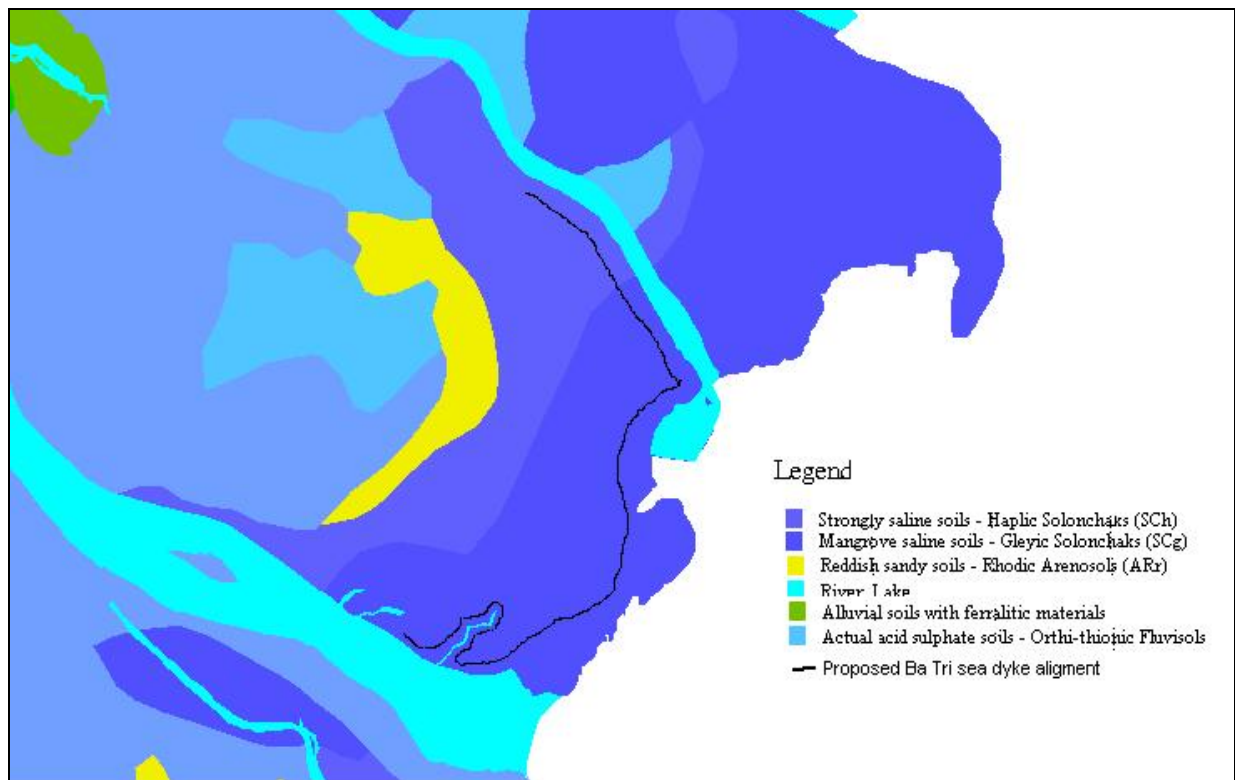 Legend
Strongly saline soils - Haplic Solonchaks (SCh)
Mangrove saline soils - Gleyic Solonchaks (SCg)
Reddish sandy soils - Rhodic Arenosols (ARr)
River, Lake
Alluvial soils with ferralitic materials
Actual acid sulphate soils - Orthi-thionic Fluvisols
Proposed Ba Tri sea dyke aligment